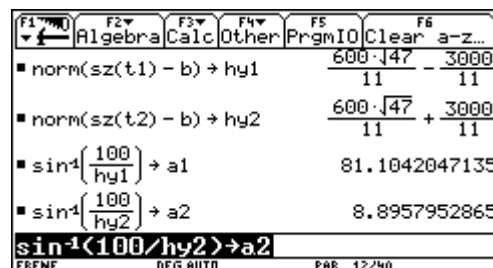 F1 F2▾ F3▾ F4▾ F5 F6
Algebra Calc Other PrgmIO Clear a-z…
▪ norm(sz(t1) - b) → hy1 600·√47/11 - 3000/11
▪ norm(sz(t2) - b) → hy2 600·√47/11 + 3000/11
▪ sin⁻¹(100/hy1) → a1 81.1042047135
▪ sin⁻¹(100/hy2) → a2 8.8957952865
sin⁻¹(100/hy2)→a2
FRENE DEG AUTO PAR 12/40